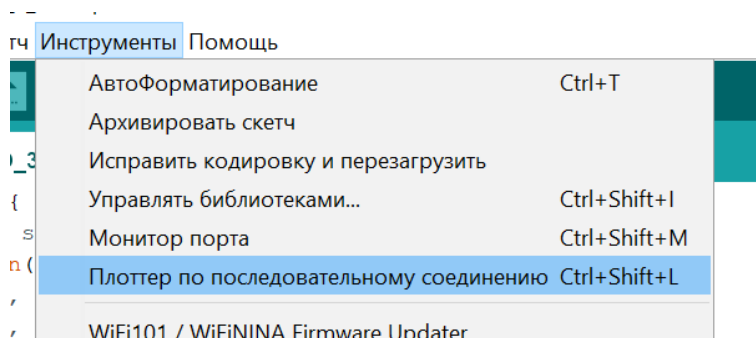 тч Инструменты Помощь
АвтоФорматирование Ctrl+T
Архивировать скетч
Исправить кодировку и перезагрузить
Управлять библиотеками... Ctrl+Shift+I
Монитор порта Ctrl+Shift+M
Плоттер по последовательному соединению Ctrl+Shift+L
WiFi101 / WiFiNINA Firmware Updater